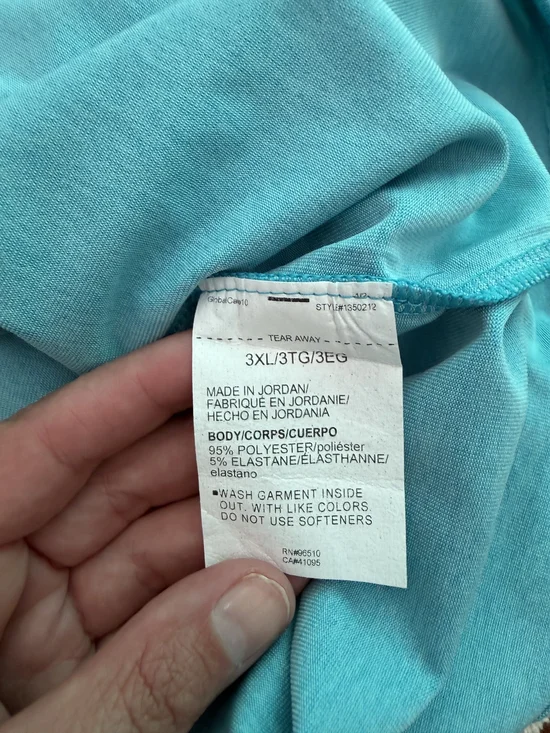 STYLE#1350212
TEAR AWAY
3XL/3TG/3EG
MADE IN JORDAN/
FABRIQUÉ EN JORDANIE/
HECHO EN JORDANIA
BODY/CORPS/CUERPO
95% POLYESTER/poliéster
5% ELASTANE/ÉLASTHANNE/
elastano
▪WASH GARMENT INSIDE
OUT. WITH LIKE COLORS.
DO NOT USE SOFTENERS
RN#96510
CA#41095